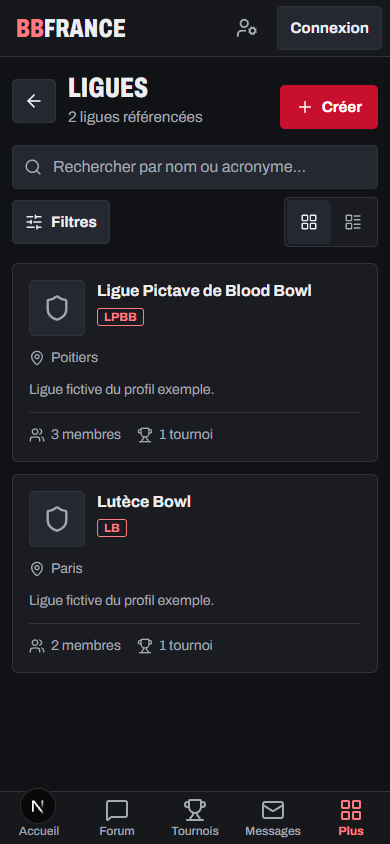 BBFRANCE
Connexion
LIGUES
2 ligues référencées
Créer
Rechercher par nom ou acronyme...
Filtres
Ligue Pictave de Blood Bowl
LPBB
Poitiers
Ligue fictive du profil exemple.
3 membres 1 tournoi
Lutèce Bowl
LB
Paris
Ligue fictive du profil exemple.
2 membres 1 tournoi
N
Accueil Forum Tournois Messages Plus